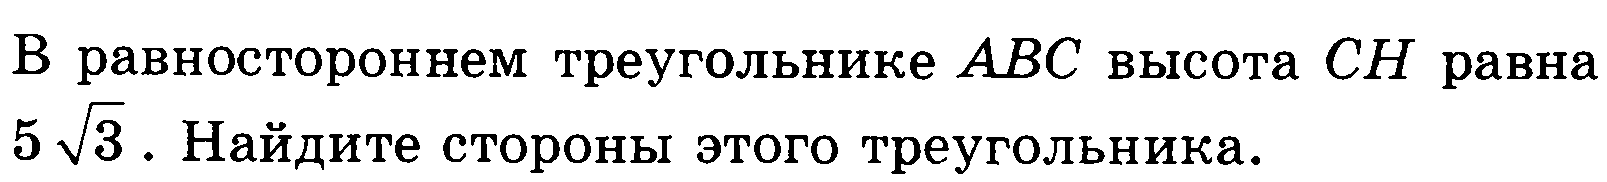 В равностороннем треугольнике ABC высота CH равна
5√3. Найдите стороны этого треугольника.